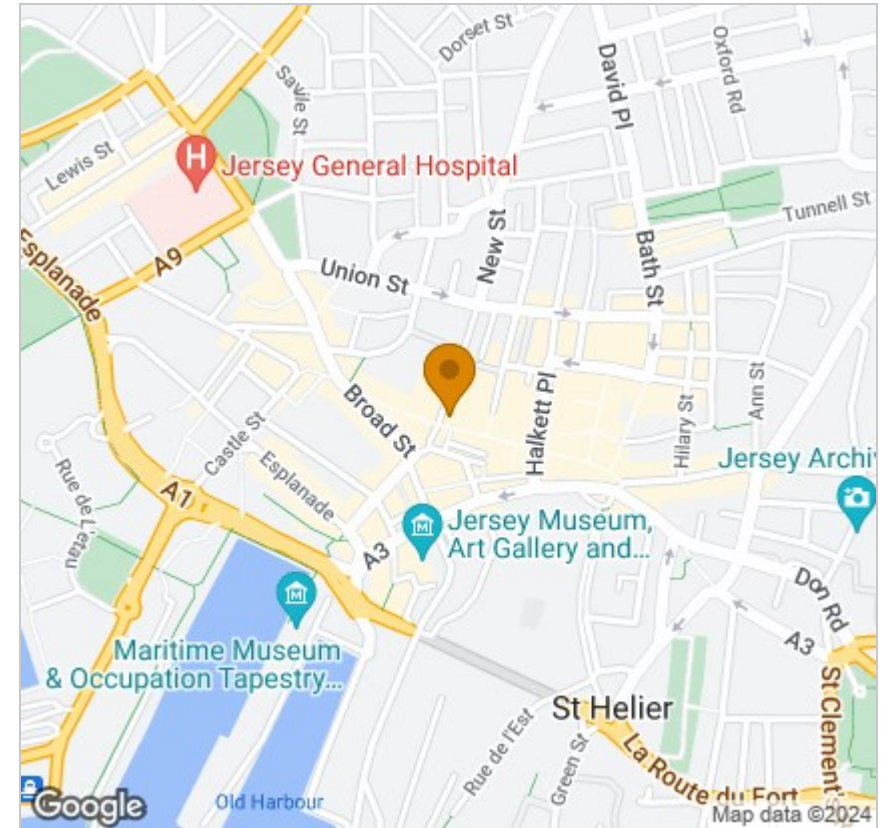 Dorset St
Oxford Rd
David Pl
Savile St
Lewis St
H
Jersey General Hospital
Tunnell St
Esplanade
A9
New St
Bath St
Union St
Broad St
Halkett Pl
Ann St
Hilary St
Castle St
Esplanade
Jersey Archi
Rue de L'etau
A1
Jersey Museum,
Art Gallery and...
A3
Don Rd
Maritime Museum
& Occupation Tapestry...
A3
St Helier
St Clement's
Rue de l'Est
Green St
La Route du Fort
Old Harbour
Google
Map data ©2024